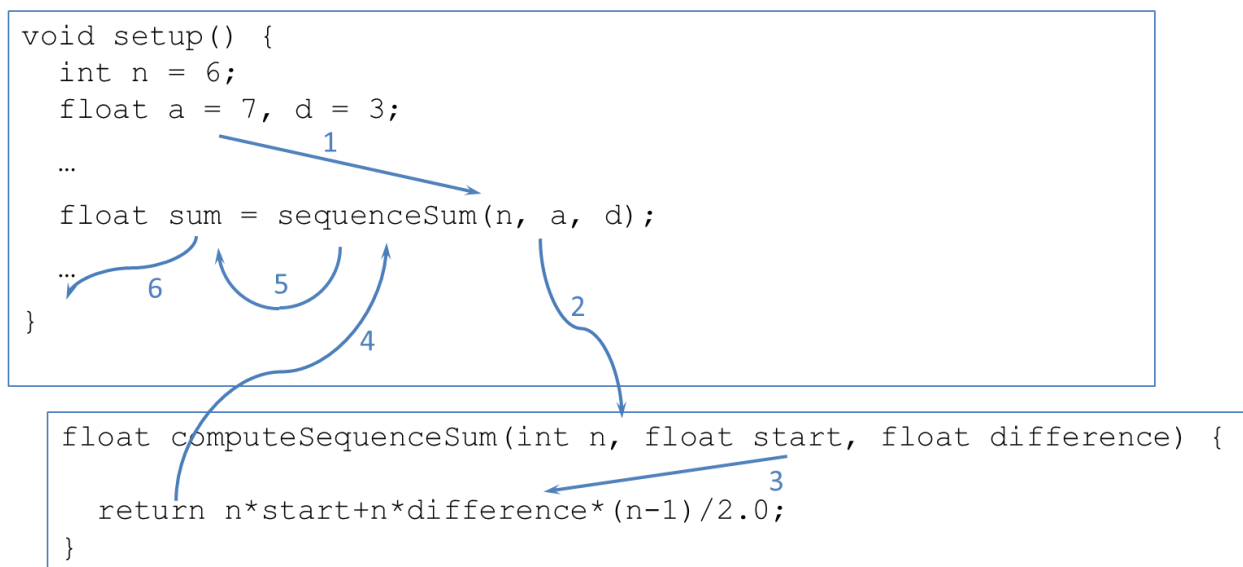 void setup() {
int n = 6;
float a = 7, d = 3;
1
…
float sum = sequenceSum(n, a, d);
…
6
5
2
}
4
float computeSequenceSum(int n, float start, float difference) {
3
return n*start+n*difference*(n-1)/2.0;
}